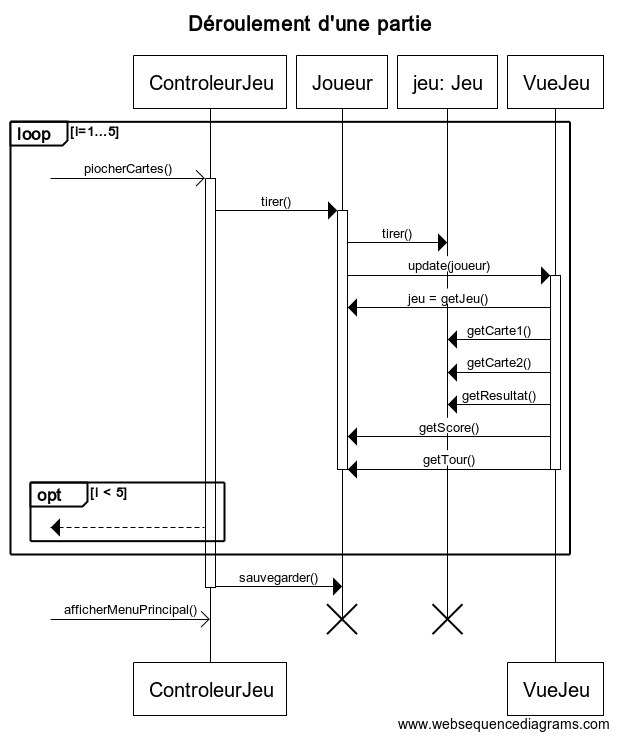 Déroulement d'une partie
ControleurJeu
Joueur
jeu: Jeu
VueJeu
loop
[i=1...5]
piocherCartes()
tirer()
tirer()
update(joueur)
jeu = getJeu()
getCarte1()
getCarte2()
getResultat()
getScore()
getTour()
opt
[i < 5]
sauvegarder()
afficherMenuPrincipal()
ControleurJeu
VueJeu
www.websequencediagrams.com